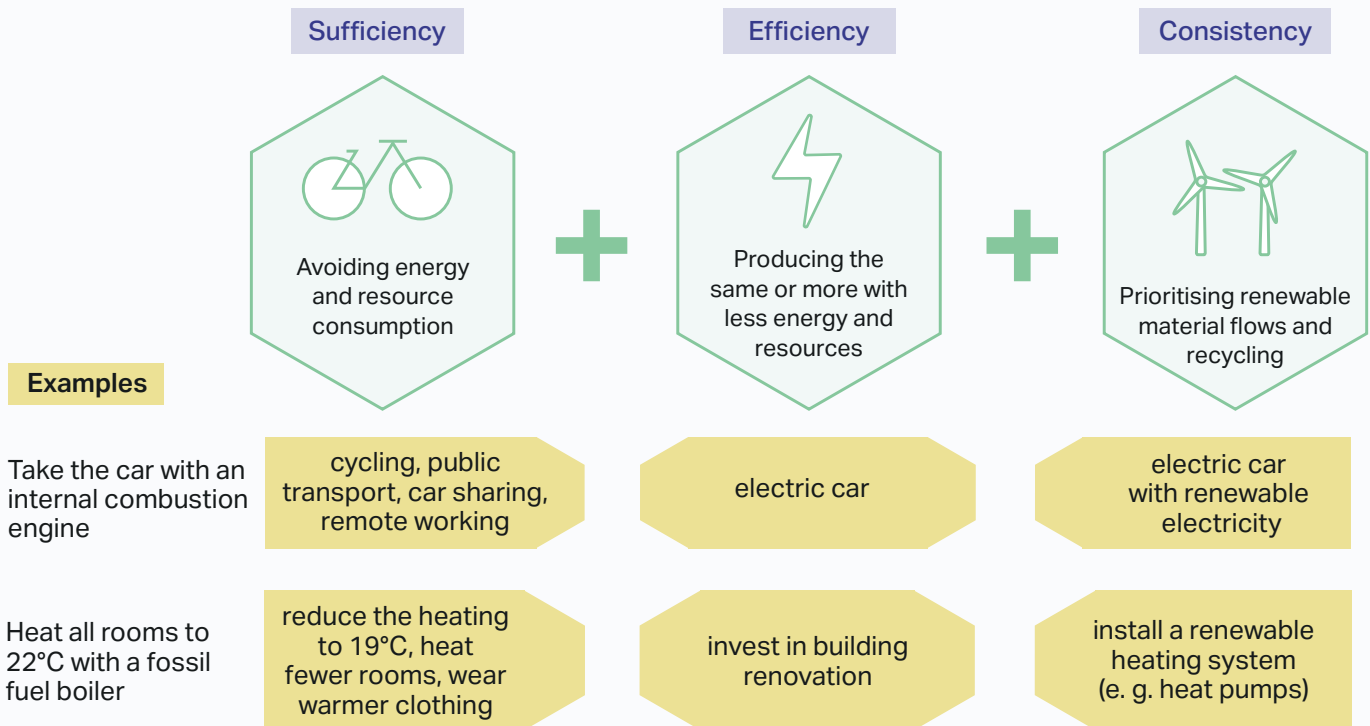 Sufficiency
Efficiency
Consistency
Avoiding energy
and resource
consumption
Producing the
same or more with
less energy and
resources
Prioritising renewable
material flows and
recycling
Examples
Take the car with an
internal combustion
engine
cycling, public
transport, car sharing,
remote working
electric car
electric car
with renewable
electricity
Heat all rooms to
22°C with a fossil
fuel boiler
reduce the heating
to 19°C, heat
fewer rooms, wear
warmer clothing
invest in building
renovation
install a renewable
heating system
(e. g. heat pumps)